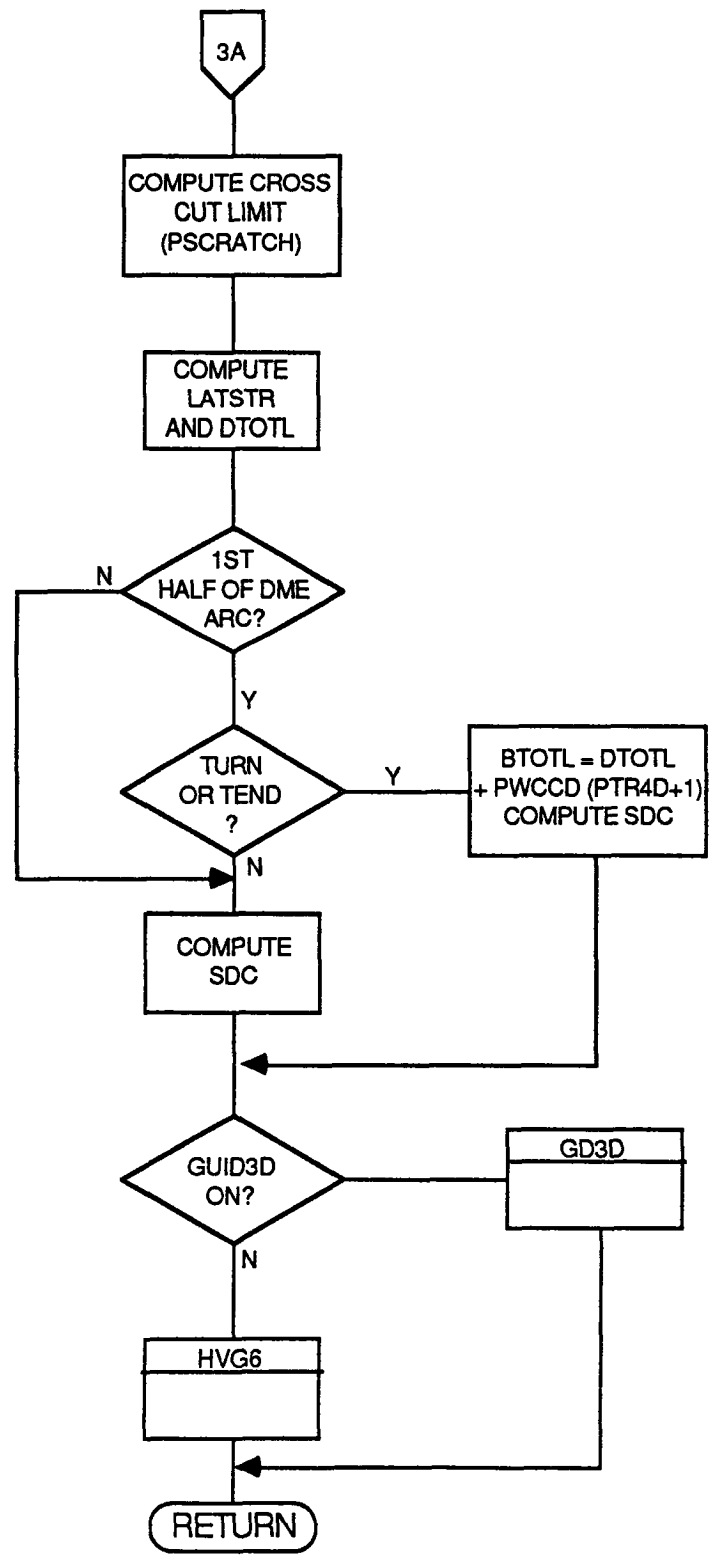 3A
COMPUTE CROSS
CUT LIMIT
(PSCRATCH)
COMPUTE
LATSTR
AND DTOTL
1ST
HALF OF DME
ARC?
N
Y
TURN
OR TEND
?
Y
N
BTOTL = DTOTL
+ PWCCD (PTR4D+1)
COMPUTE SDC
COMPUTE
SDC
GUID3D
ON?
N
GD3D
HVG6
RETURN